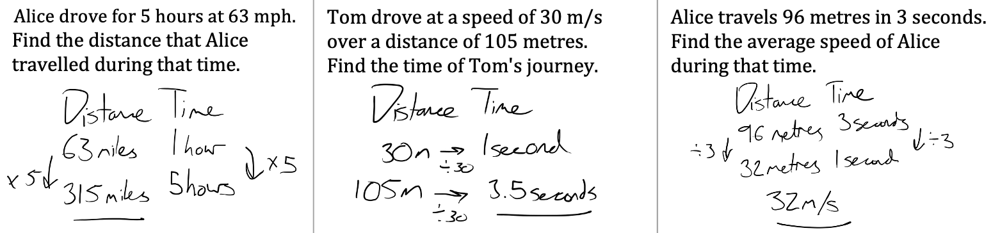 Alice drove for 5 hours at 63 mph.
Find the distance that Alice
travelled during that time.
Distance Time
63 miles 1 hour
×5 ↓ ↓ ×5
315 miles 5 hours
Tom drove at a speed of 30 m/s
over a distance of 105 metres.
Find the time of Tom's journey.
Distance Time
30m → 1 second
÷30
105m → 3.5 seconds
÷30
Alice travels 96 metres in 3 seconds.
Find the average speed of Alice
during that time.
Distance Time
96 metres 3 seconds
÷3 ↓ ↓ ÷3
32 metres 1 second
32m/s